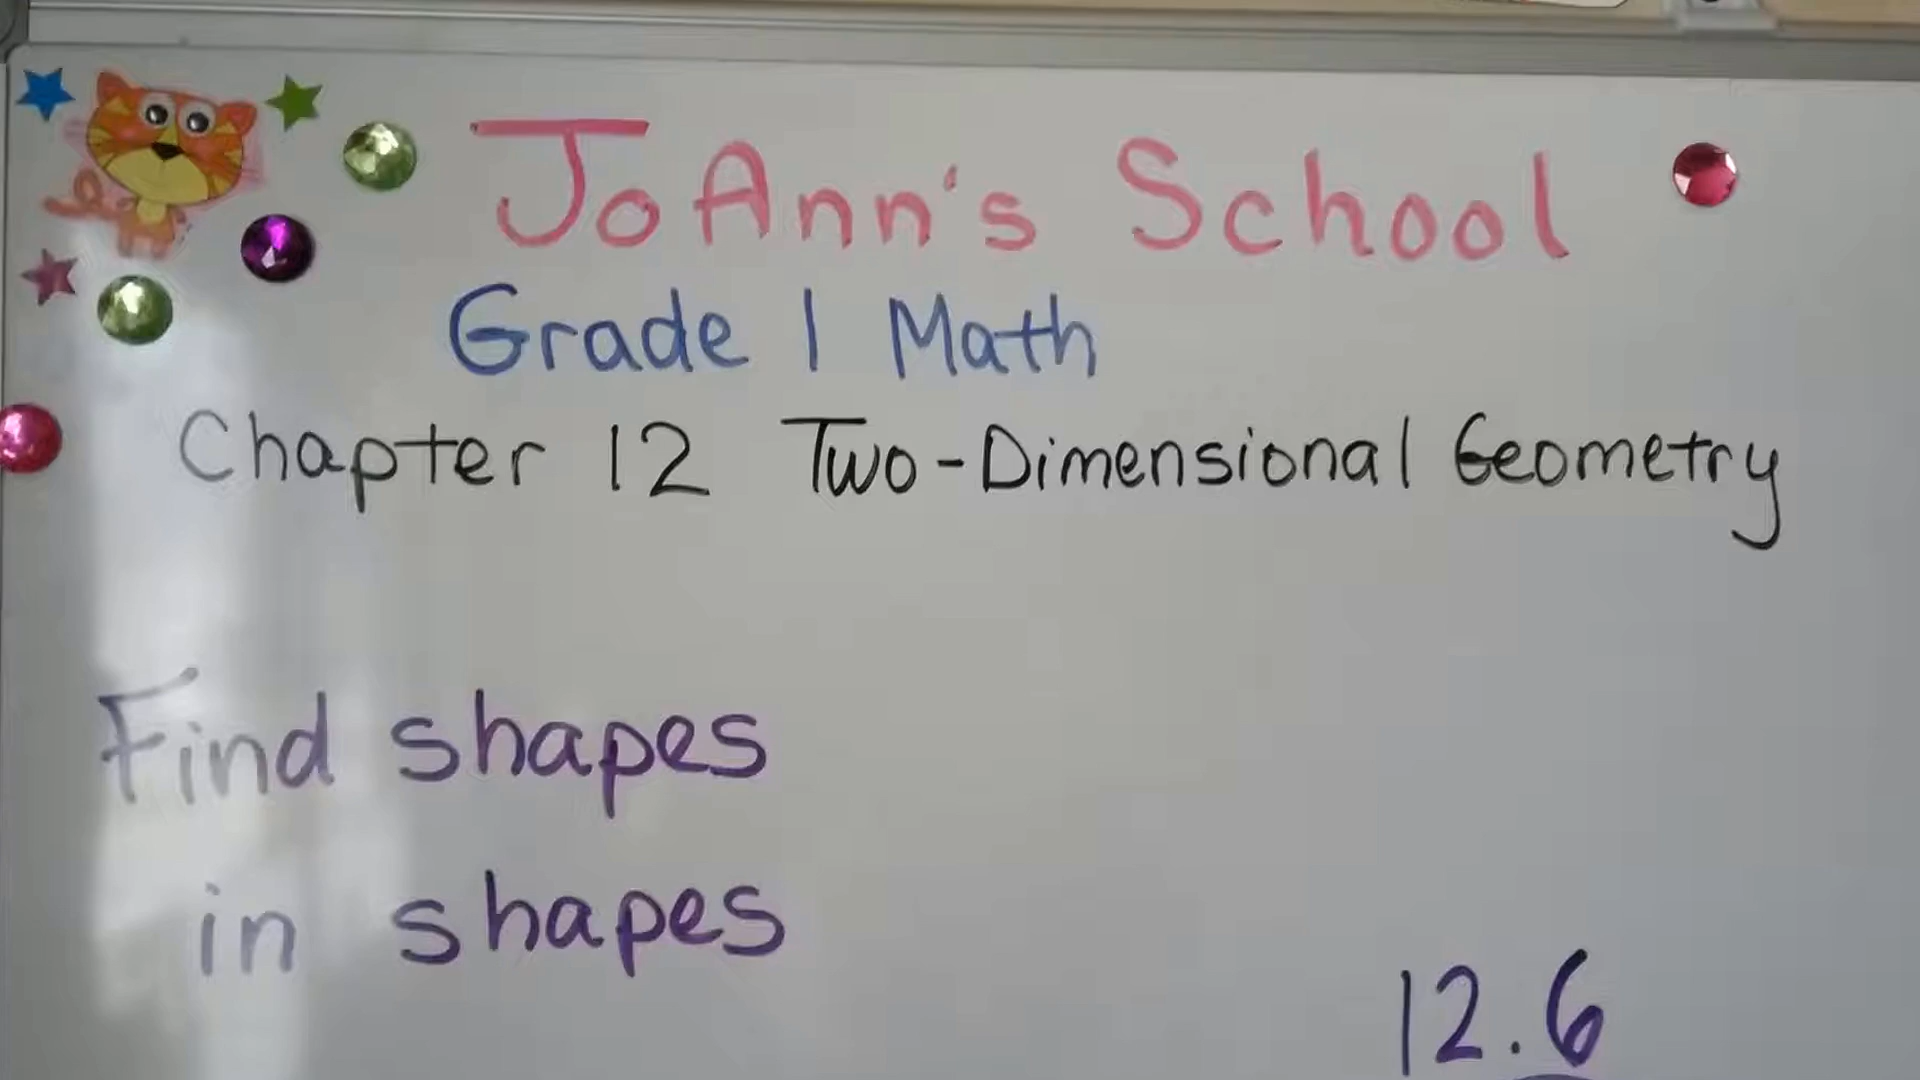 JoAnn's School
Grade 1 Math
Chapter 12 Two-Dimensional Geometry
Find shapes
in shapes
12.6